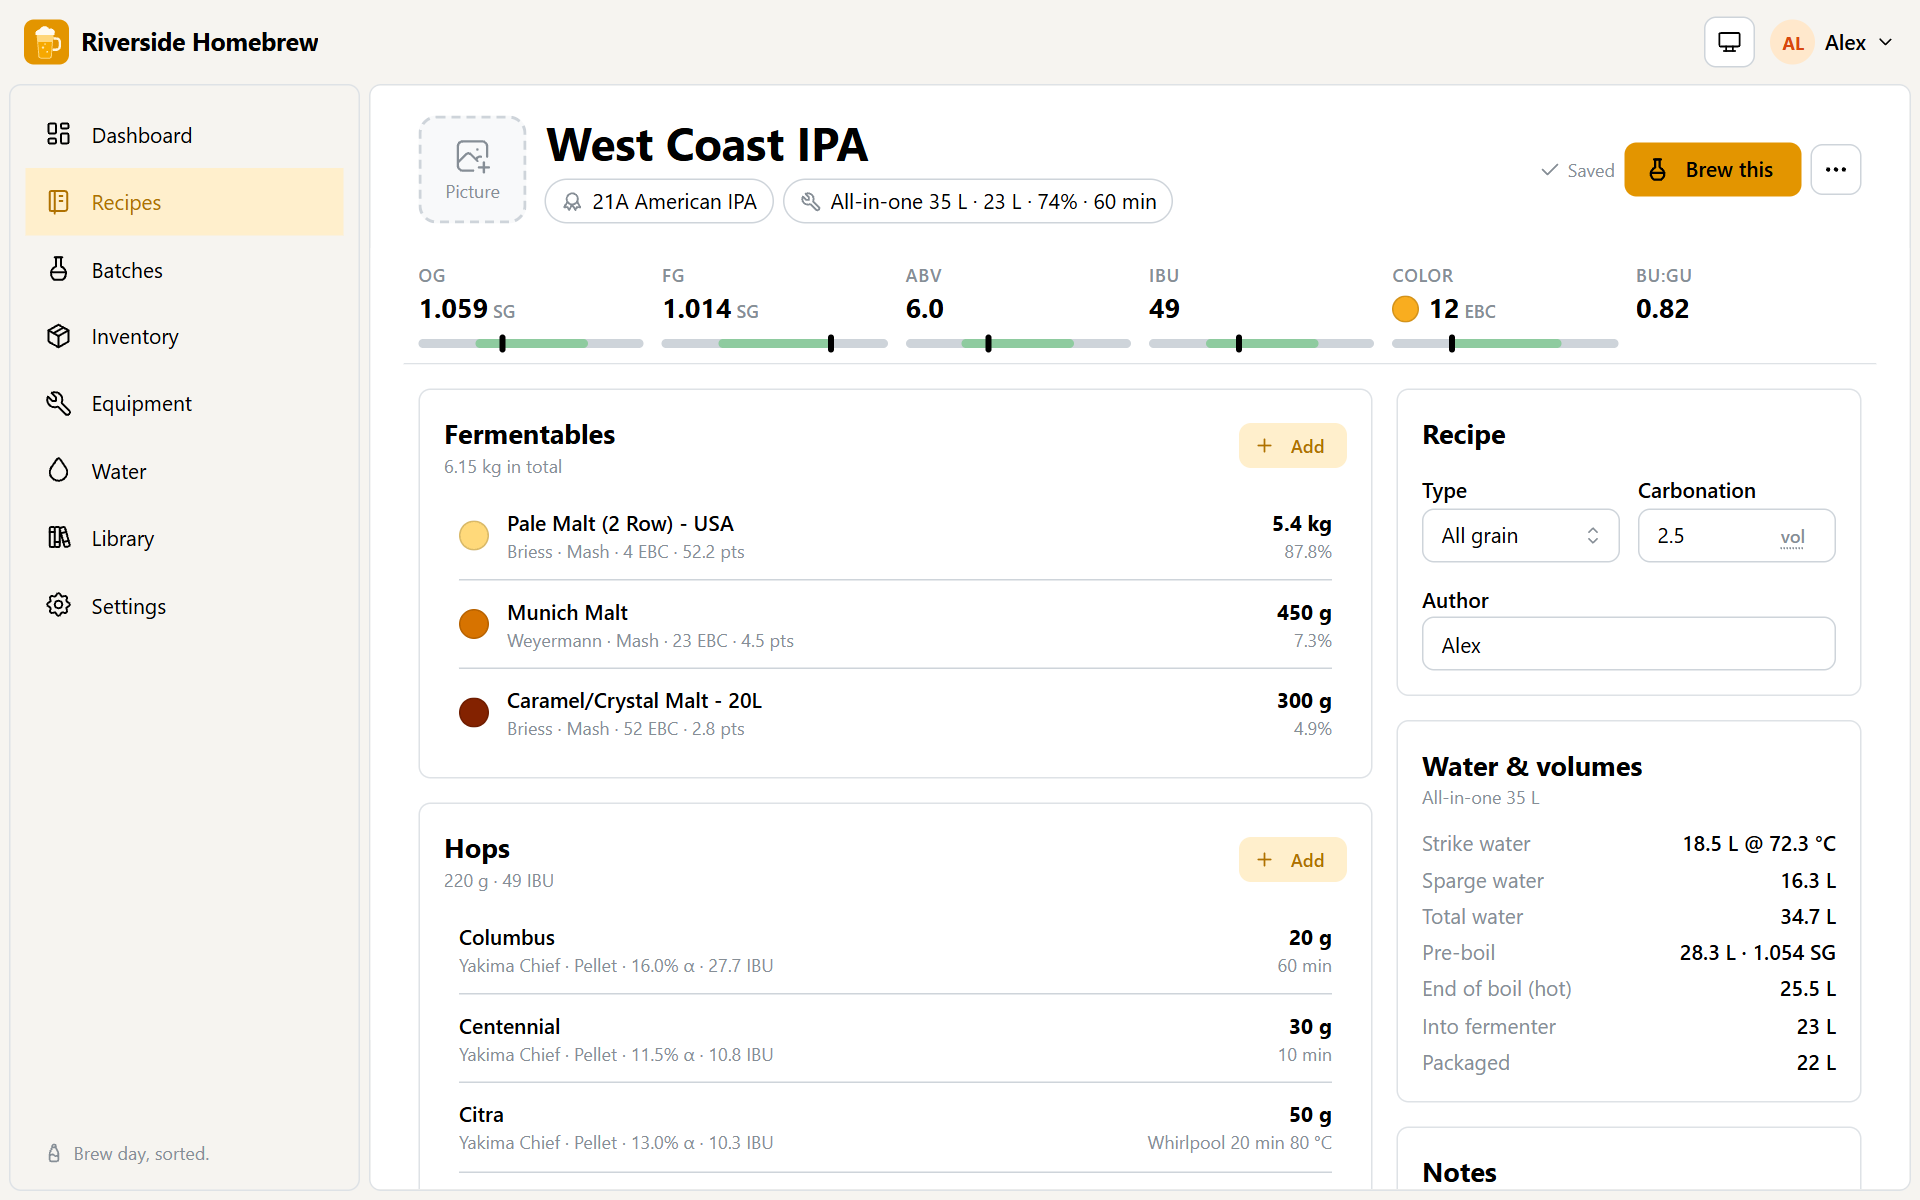 Riverside Homebrew
AL Alex
Dashboard
Recipes
Batches
Inventory
Equipment
Water
Library
Settings
Brew day, sorted.
Picture
West Coast IPA
21A American IPA
All-in-one 35 L · 23 L · 74% · 60 min
Saved
Brew this
OG
1.059 SG
FG
1.014 SG
ABV
6.0
IBU
49
COLOR
12 EBC
BU:GU
0.82
Fermentables
6.15 kg in total
Add
Pale Malt (2 Row) - USA
5.4 kg
Briess · Mash · 4 EBC · 52.2 pts
87.8%
Munich Malt
450 g
Weyermann · Mash · 23 EBC · 4.5 pts
7.3%
Caramel/Crystal Malt - 20L
300 g
Briess · Mash · 52 EBC · 2.8 pts
4.9%
Hops
220 g · 49 IBU
Add
Columbus
20 g
Yakima Chief · Pellet · 16.0% α · 27.7 IBU
60 min
Centennial
30 g
Yakima Chief · Pellet · 11.5% α · 10.8 IBU
10 min
Citra
50 g
Yakima Chief · Pellet · 13.0% α · 10.3 IBU
Whirlpool 20 min 80 °C
Recipe
Type
Carbonation
All grain
2.5 vol
Author
Alex
Water & volumes
All-in-one 35 L
Strike water 18.5 L @ 72.3 °C
Sparge water 16.3 L
Total water 34.7 L
Pre-boil 28.3 L · 1.054 SG
End of boil (hot) 25.5 L
Into fermenter 23 L
Packaged 22 L
Notes